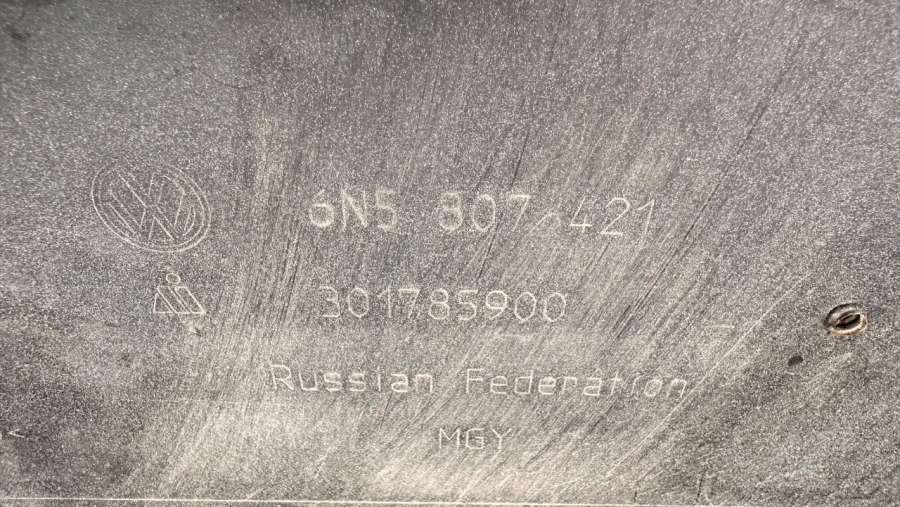 6N5 807 421
301785900
Russian Federation
MGY